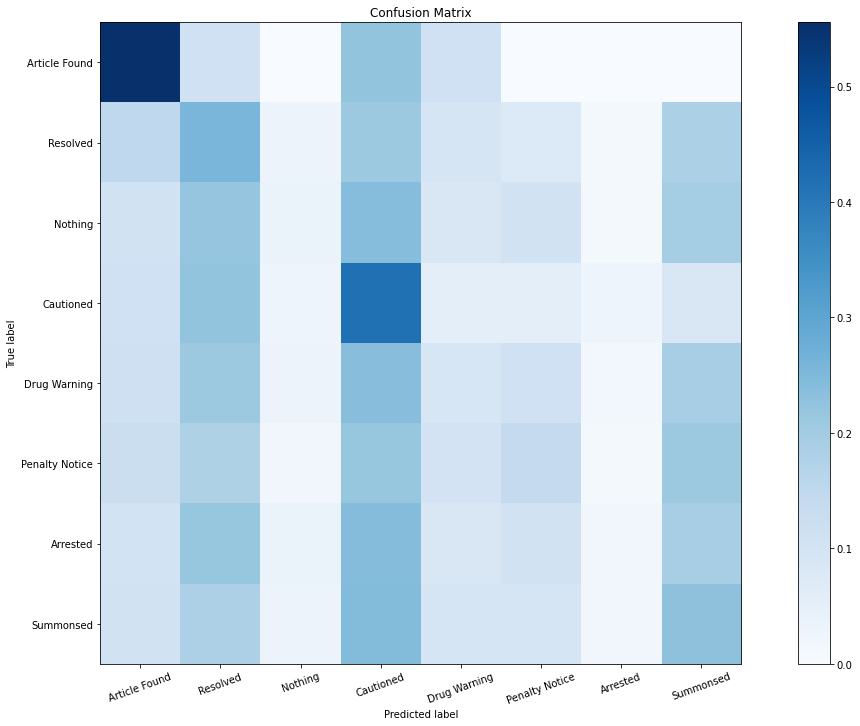 Confusion Matrix
Article Found
Resolved
Nothing
Cautioned
Drug Warning
Penalty Notice
Arrested
Summonsed
True label
Article Found
Resolved
Nothing
Cautioned
Drug Warning
Penalty Notice
Arrested
Summonsed
Predicted label
0.5
0.4
0.3
0.2
0.1
0.0